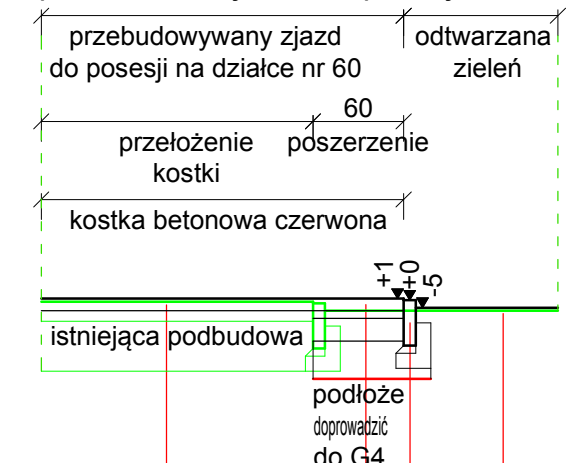 przebudowywany zjazd
do posesji na działce nr 60
odtwarzana
zieleń
60
przełożenie
kostki
poszerzenie
kostka betonowa czerwona
+1
+0
-5
istniejąca podbudowa
podłoże
doprowadzić
do G4